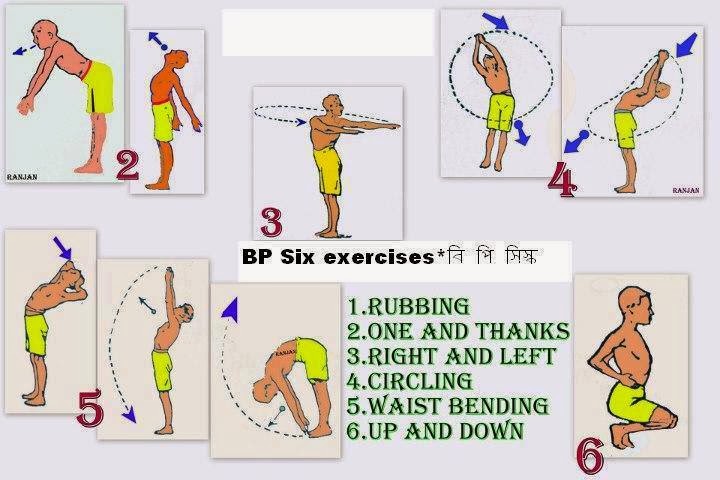 RANJAN
2
3
4
RANJAN
BP Six exercises*বি পি সিক্স
5
RANJAN
1.RUBBING
2.ONE AND THANKS
3.RIGHT AND LEFT
4.CIRCLING
5.WAIST BENDING
6.UP AND DOWN
6